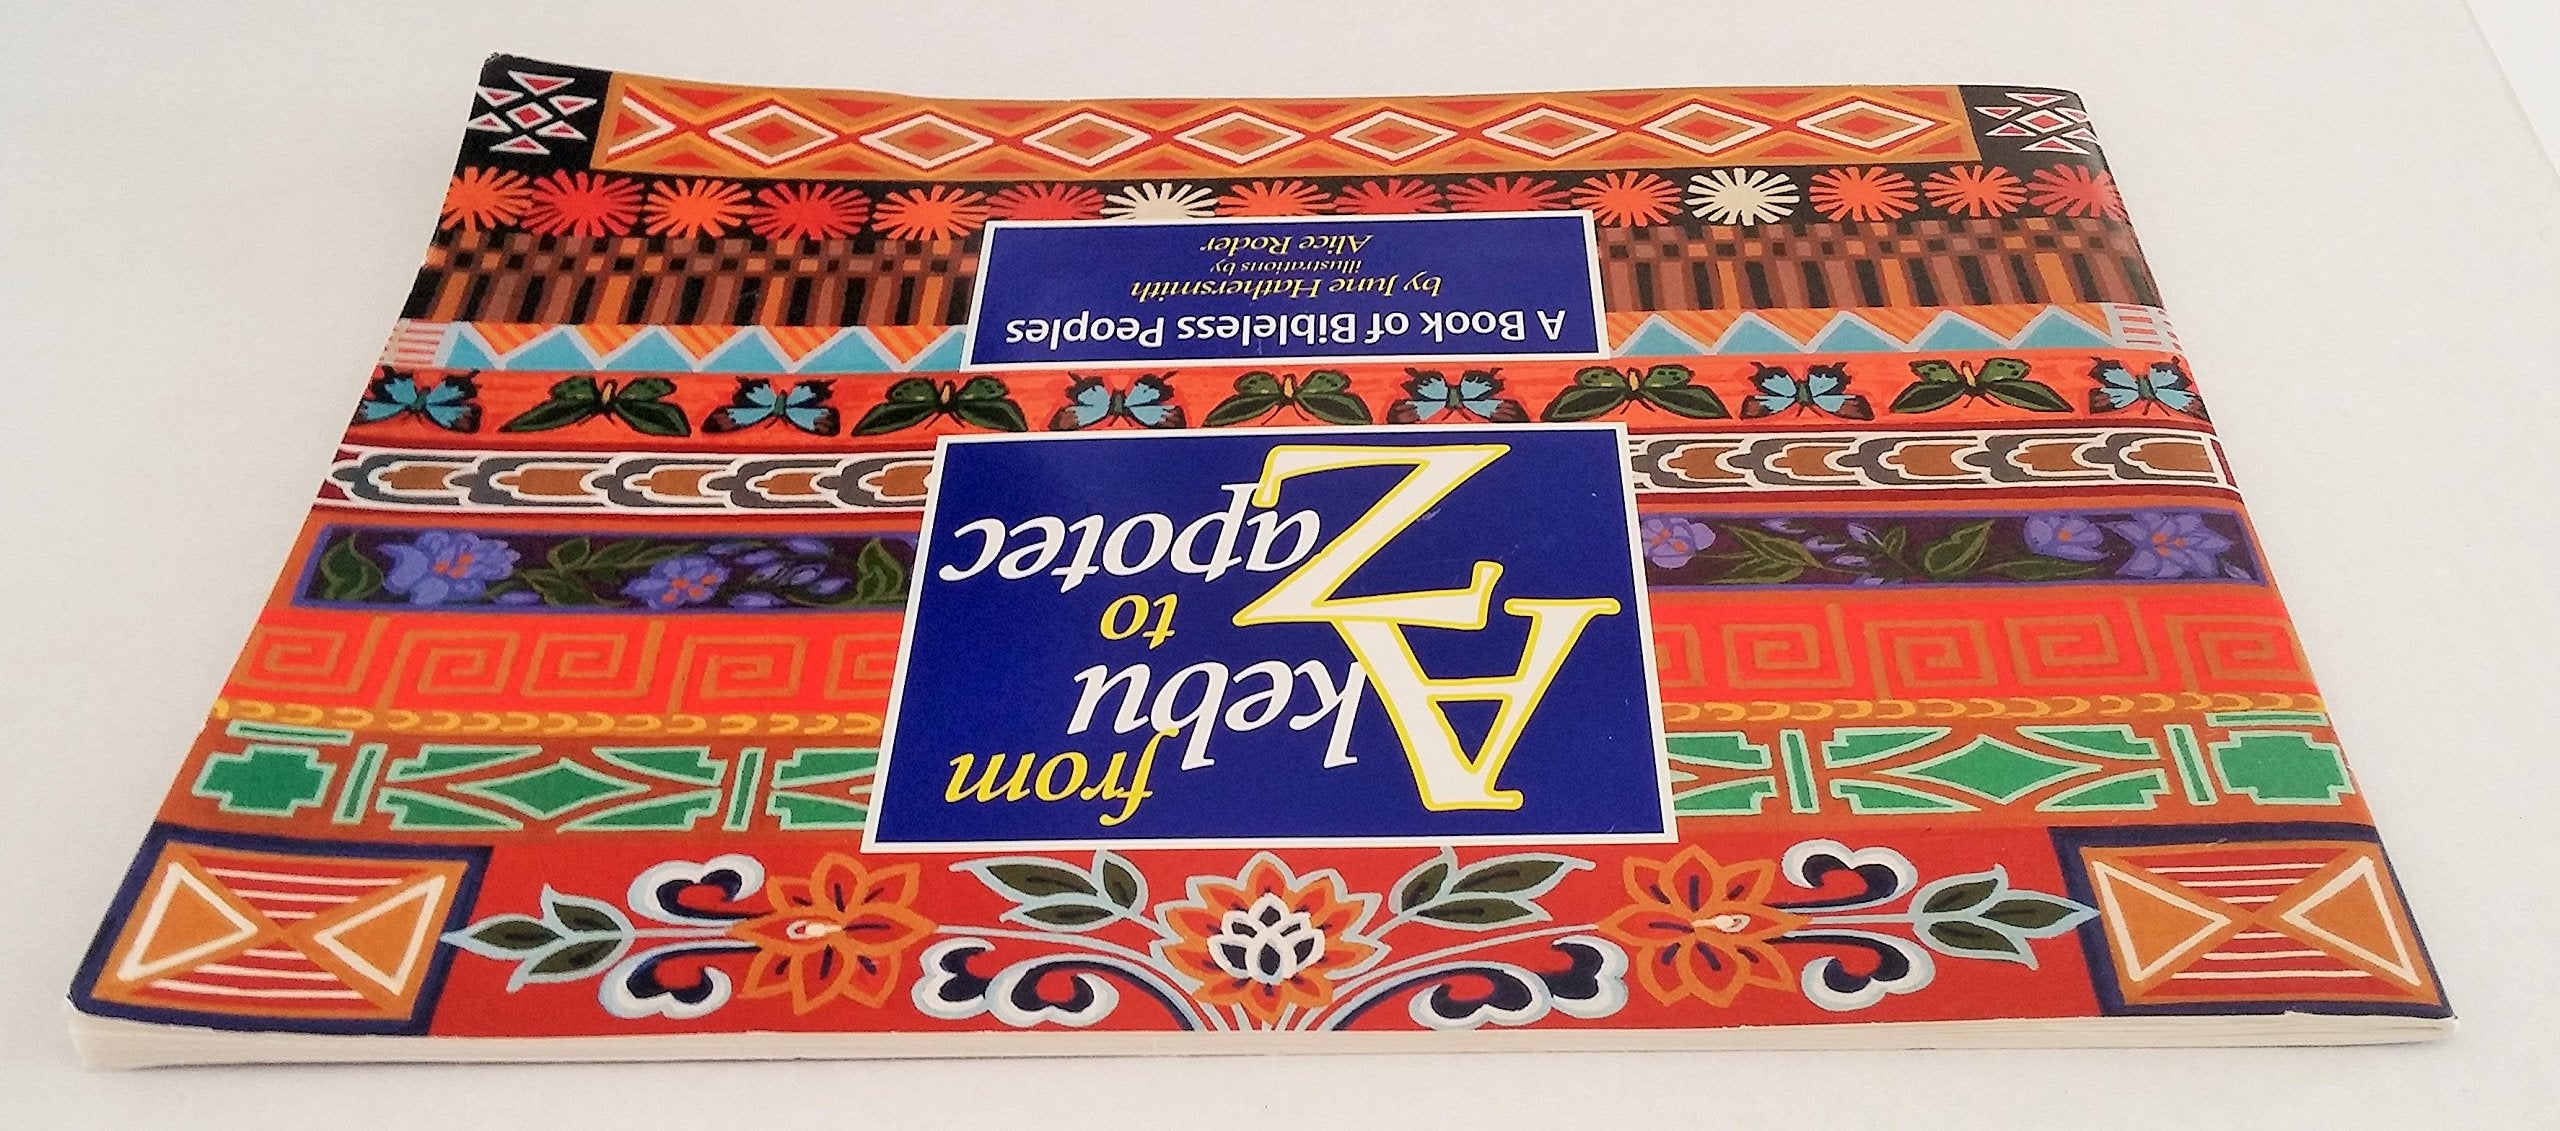 from
Akebu
to
Zapotec
A Book of Bibleless Peoples
by June Hathersmith
illustrations by
Alice Roder